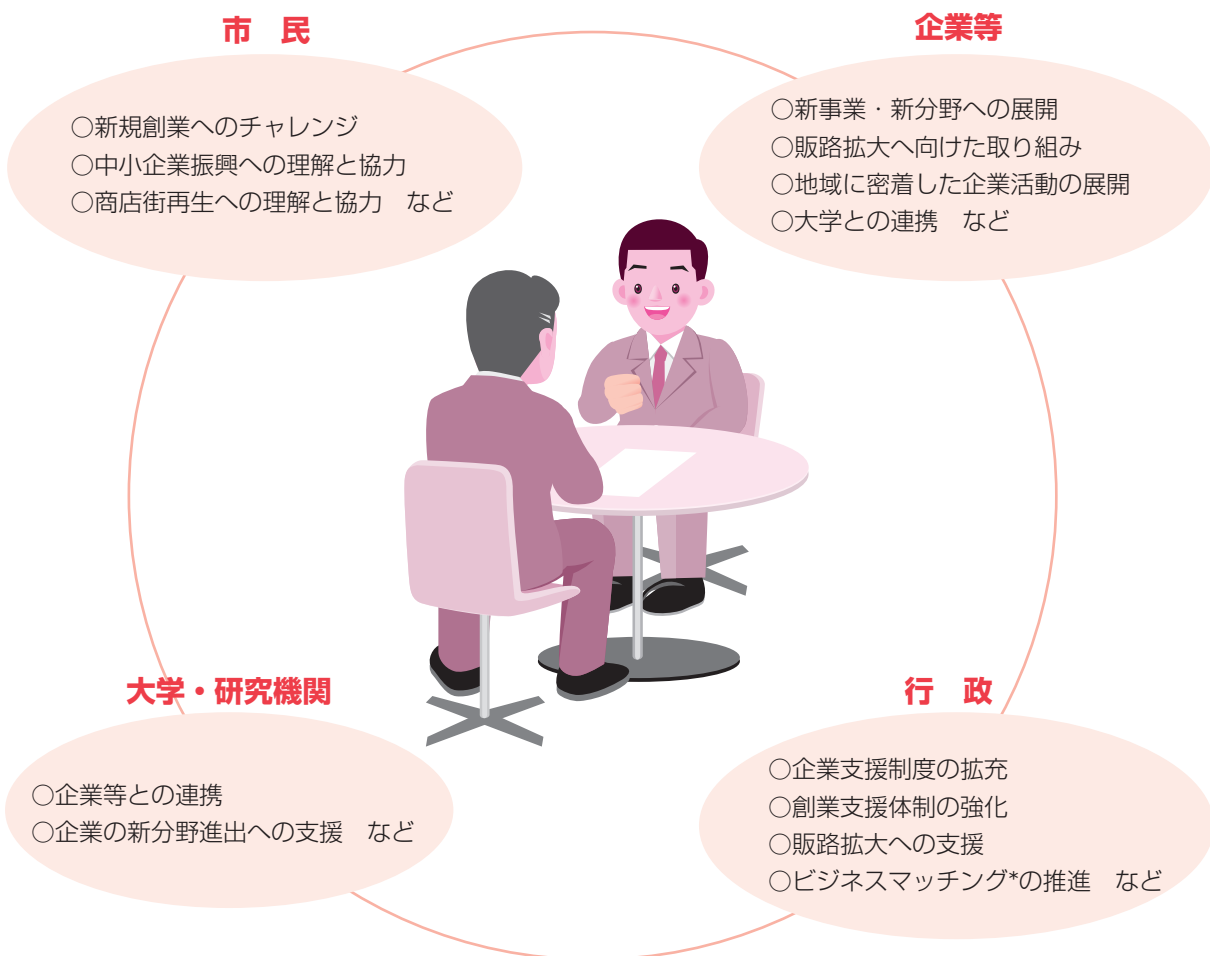 市　民
○新規創業へのチャレンジ
○中小企業振興への理解と協力
○商店街再生への理解と協力　など
企業等
○新事業・新分野への展開
○販路拡大へ向けた取り組み
○地域に密着した企業活動の展開
○大学との連携　など
大学・研究機関
○企業等との連携
○企業の新分野進出への支援　など
行　政
○企業支援制度の拡充
○創業支援体制の強化
○販路拡大への支援
○ビジネスマッチング*の推進　など